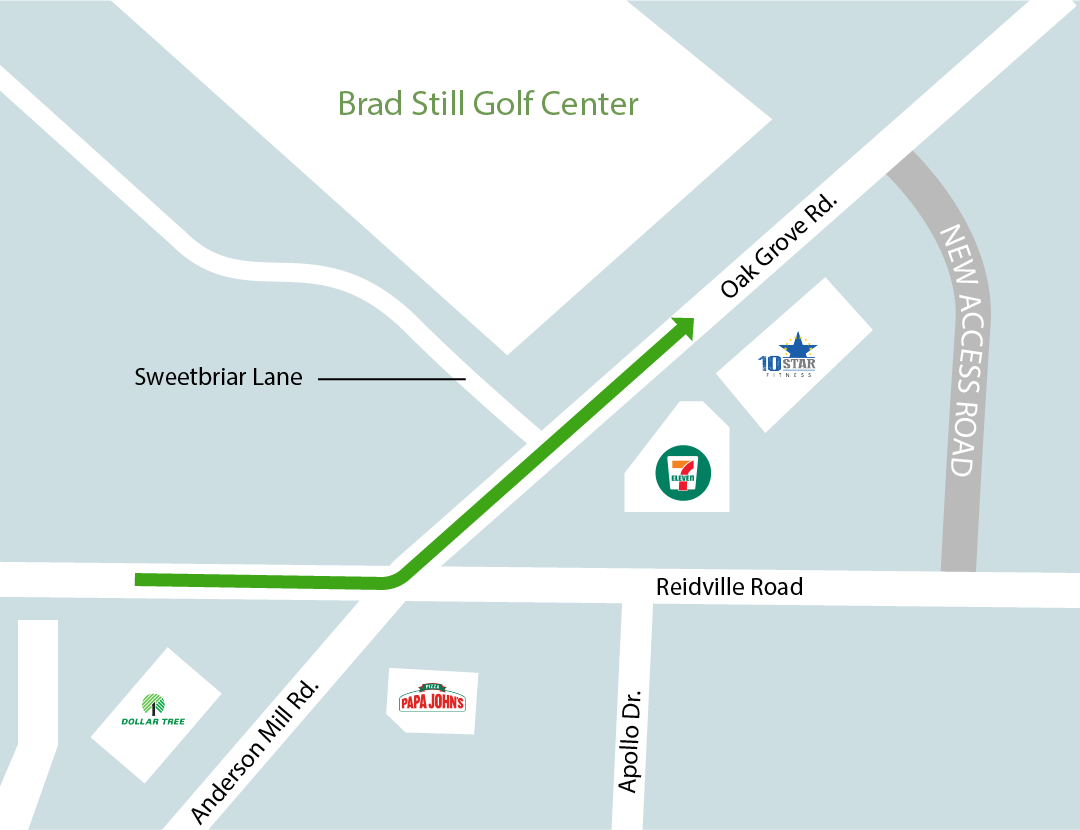 Brad Still Golf Center
Oak Grove Rd.
NEW ACCESS ROAD
10 STAR
FITNESS
Sweetbriar Lane
7
ELEVEN
Reidville Road
PIZZA
PAPA JOHN'S
DOLLAR TREE
Anderson Mill Rd.
Apollo Dr.